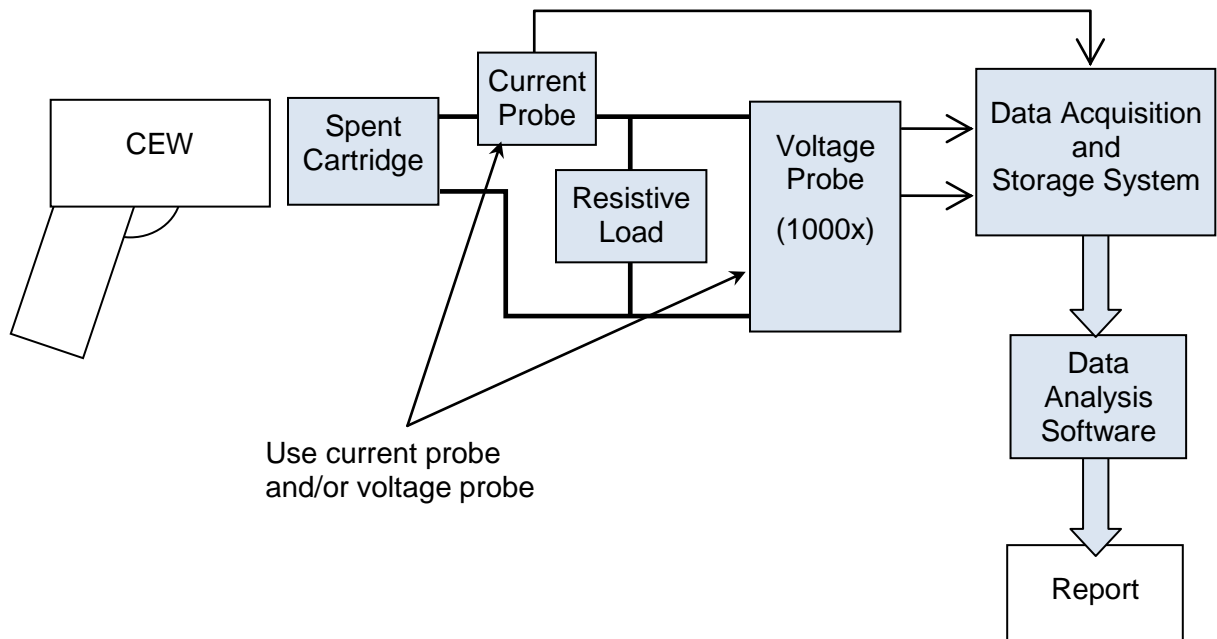 CEW
Spent
Cartridge
Current
Probe
Resistive
Load
Voltage
Probe
(1000x)
Data Acquisition
and
Storage System
Use current probe
and/or voltage probe
Data
Analysis
Software
Report